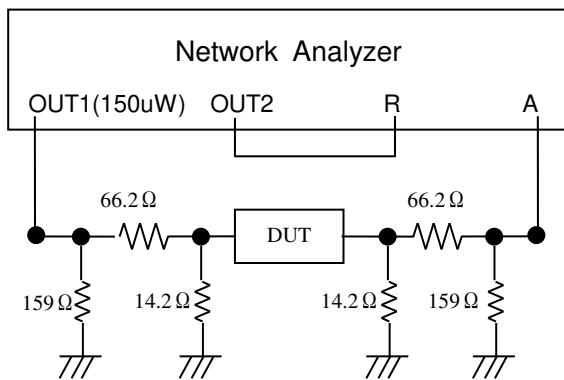 Network Analyzer
OUT1(150uW) OUT2 R A
66.2 Ω 66.2 Ω
DUT
159 Ω 14.2 Ω 14.2 Ω 159 Ω